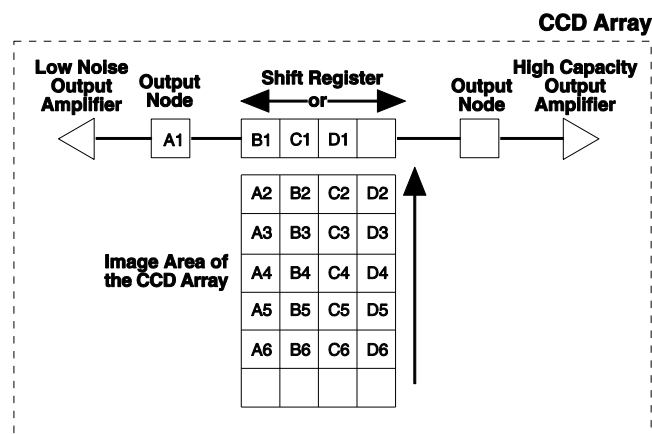 CCD Array
Low Noise
Output
Amplifier
Output
Node
Shift Register
or
Output
Node
High Capacity
Output
Amplifier
A1
B1 C1 D1
A2 B2 C2 D2
A3 B3 C3 D3
Image Area of
the CCD Array
A4 B4 C4 D4
A5 B5 C5 D5
A6 B6 C6 D6